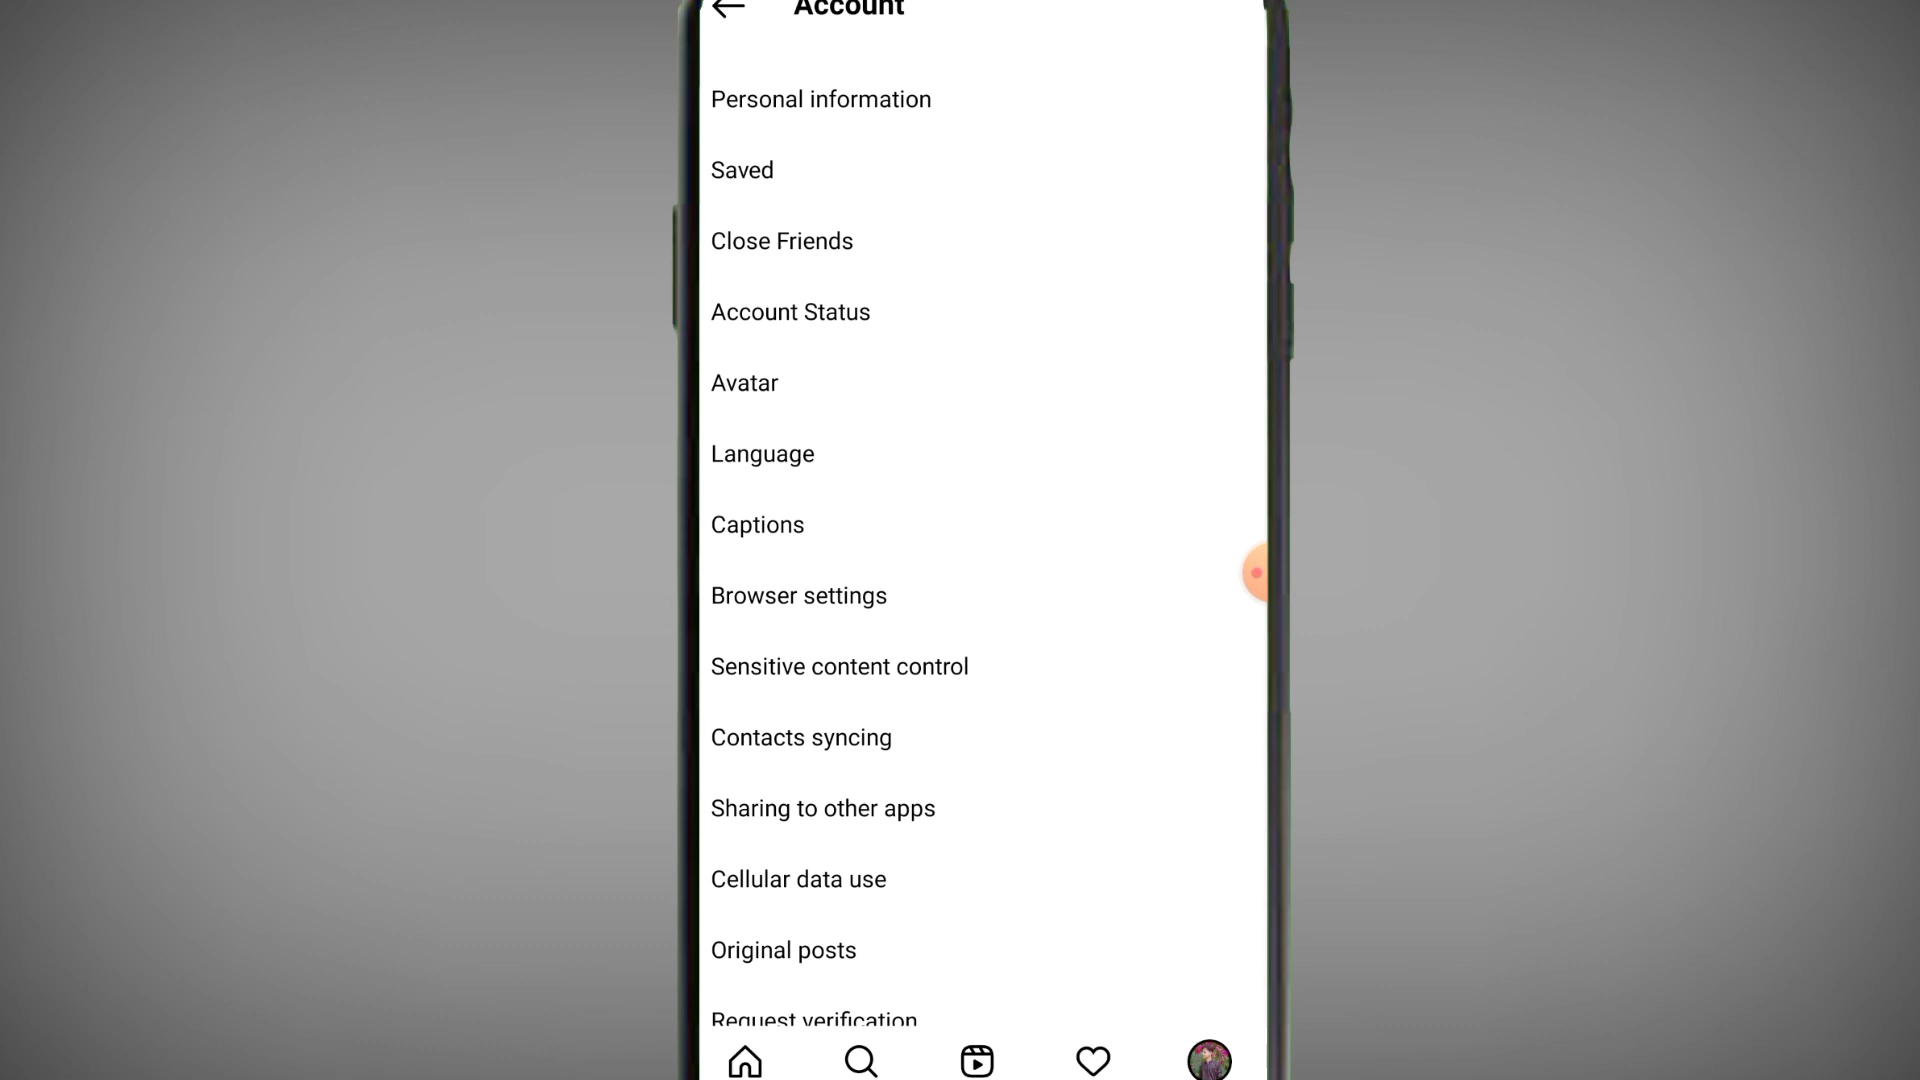 Account
Personal information
Saved
Close Friends
Account Status
Avatar
Language
Captions
Browser settings
Sensitive content control
Contacts syncing
Sharing to other apps
Cellular data use
Original posts
Request verification